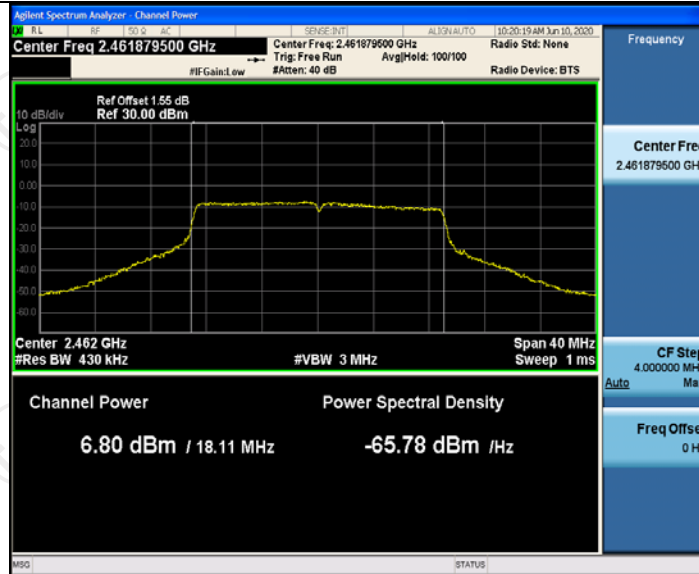 Agilent Spectrum Analyzer - Channel Power
RL RF 50 Ω AC SENSE:INT ALIGN AUTO 10:20:19 AM Jun 10, 2020
Center Freq 2.461879500 GHz
Center Freq: 2.461879500 GHz
Radio Std: None
Trig: Free Run Avg|Hold: 100/100
#IFGain:Low
#Atten: 40 dB
Radio Device: BTS
Ref Offset 1.55 dB
10 dB/div Ref 30.00 dBm
Log
20.0
10.0
0.00
-10.0
-20.0
-30.0
-40.0
-50.0
-60.0
Center 2.462 GHz Span 40 MHz
#Res BW 430 kHz #VBW 3 MHz Sweep 1 ms
Channel Power Power Spectral Density
6.80 dBm / 18.11 MHz -65.78 dBm /Hz
MSG STATUS
Frequency
Center Fre
2.461879500 GH
CF Step
4.000000 MH
Auto Ma
Freq Offse
0 H